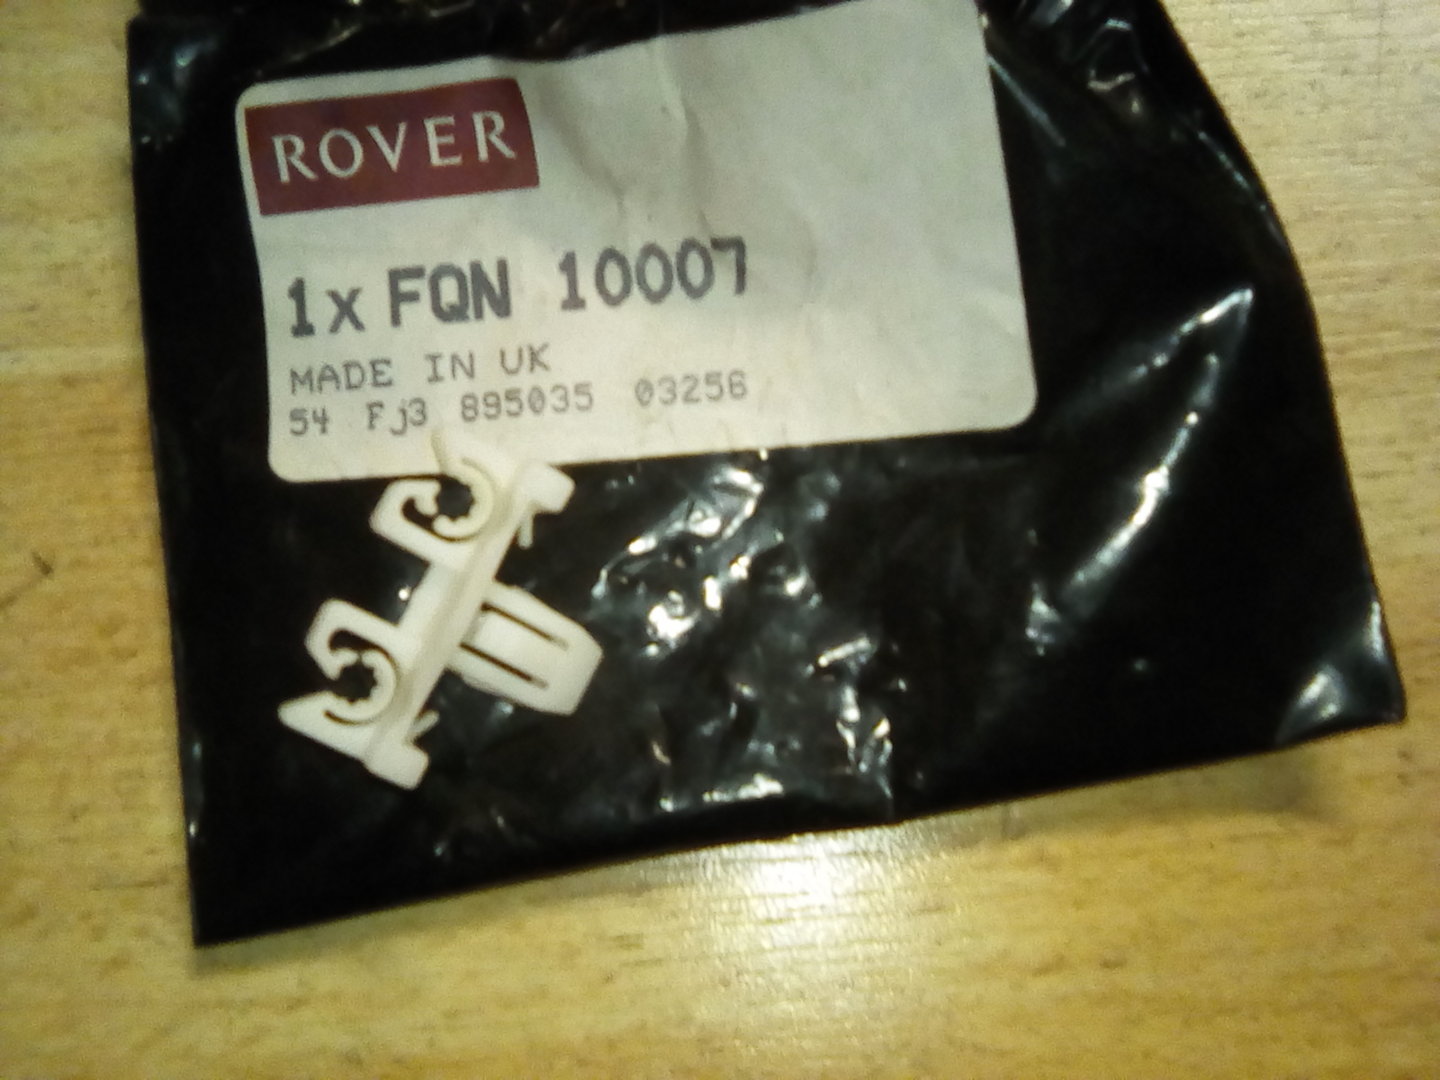 ROVER
1x FQN 10007
MADE IN UK
54 Fj3 895035 03256